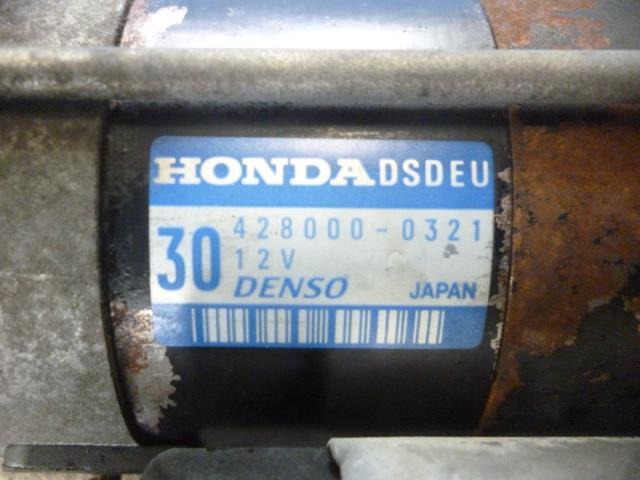 HONDA DSDEU
30 428000-0321
12V
DENSO JAPAN